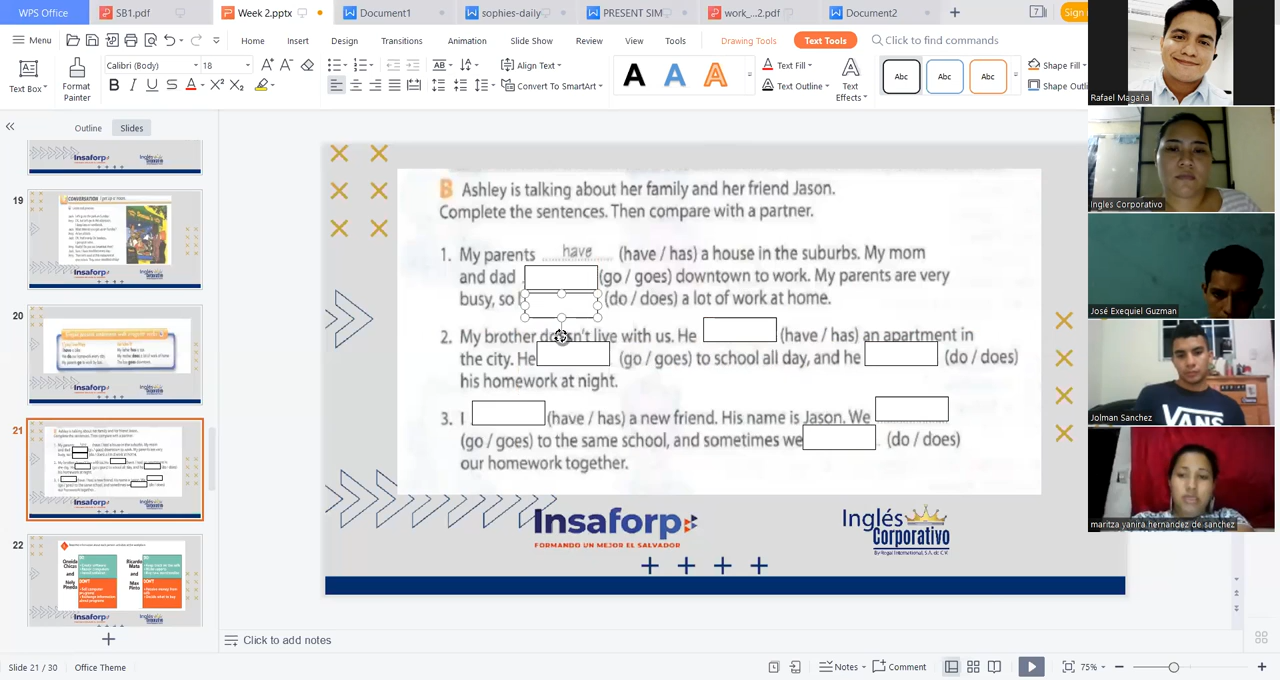 WPS Office
SB1.pdf
Week 2.pptx
Document1
sophies-daily
PRESENT SIM
work_...2.pdf
Document2
7
Sign
Menu
Home
Insert
Design
Transitions
Animation
Slide Show
Review
View
Tools
Drawing Tools
Text Tools
Click to find commands
Text Box
Format
Painter
Calibri (Body)
18
Align Text
Convert To SmartArt
Text Fill
Text Outline
Text
Effects
Abc
Abc
Abc
Shape Fill
Shape Outl
Outline
Slides
19
20
21
22
B Ashley is talking about her family and her friend Jason.
Complete the sentences. Then compare with a partner.
1. My parents have (have / has) a house in the suburbs. My mom
and dad (go / goes) downtown to work. My parents are very
busy, so I (do / does) a lot of work at home.
2. My brother doesn't live with us. He (have / has) an apartment in
the city. He (go / goes) to school all day, and he (do / does)
his homework at night.
3. I (have / has) a new friend. His name is Jason. We
(go / goes) to the same school, and sometimes we (do / does)
our homework together.
Insaforp
FORMANDO UN MEJOR EL SALVADOR
Inglés
Corporativo
By Regal International, S.A. de C.V.
Click to add notes
Slide 21 / 30
Office Theme
Notes
Comment
75%
Rafael Magaña
Ingles Corporativo
José Exequiel Guzman
Jolman Sanchez
VANS
maritza yanira hernandez de sanchez